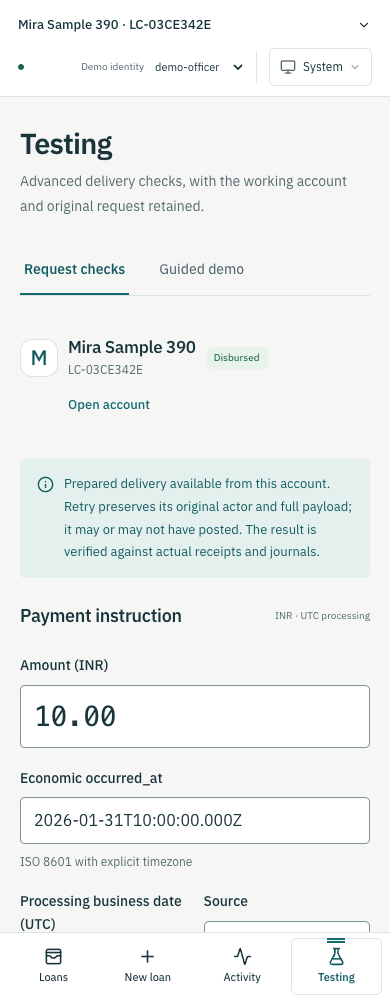 Mira Sample 390 · LC-03CE342E
Demo identity demo-officer System
Testing
Advanced delivery checks, with the working account
and original request retained.
Request checks Guided demo
M Mira Sample 390 Disbursed
LC-03CE342E
Open account
Prepared delivery available from this account.
Retry preserves its original actor and full payload;
it may or may not have posted. The result is
verified against actual receipts and journals.
Payment instruction INR · UTC processing
Amount (INR)
10.00
Economic occurred_at
2026-01-31T10:00:00.000Z
ISO 8601 with explicit timezone
Processing business date Source
(UTC)
Loans New loan Activity Testing